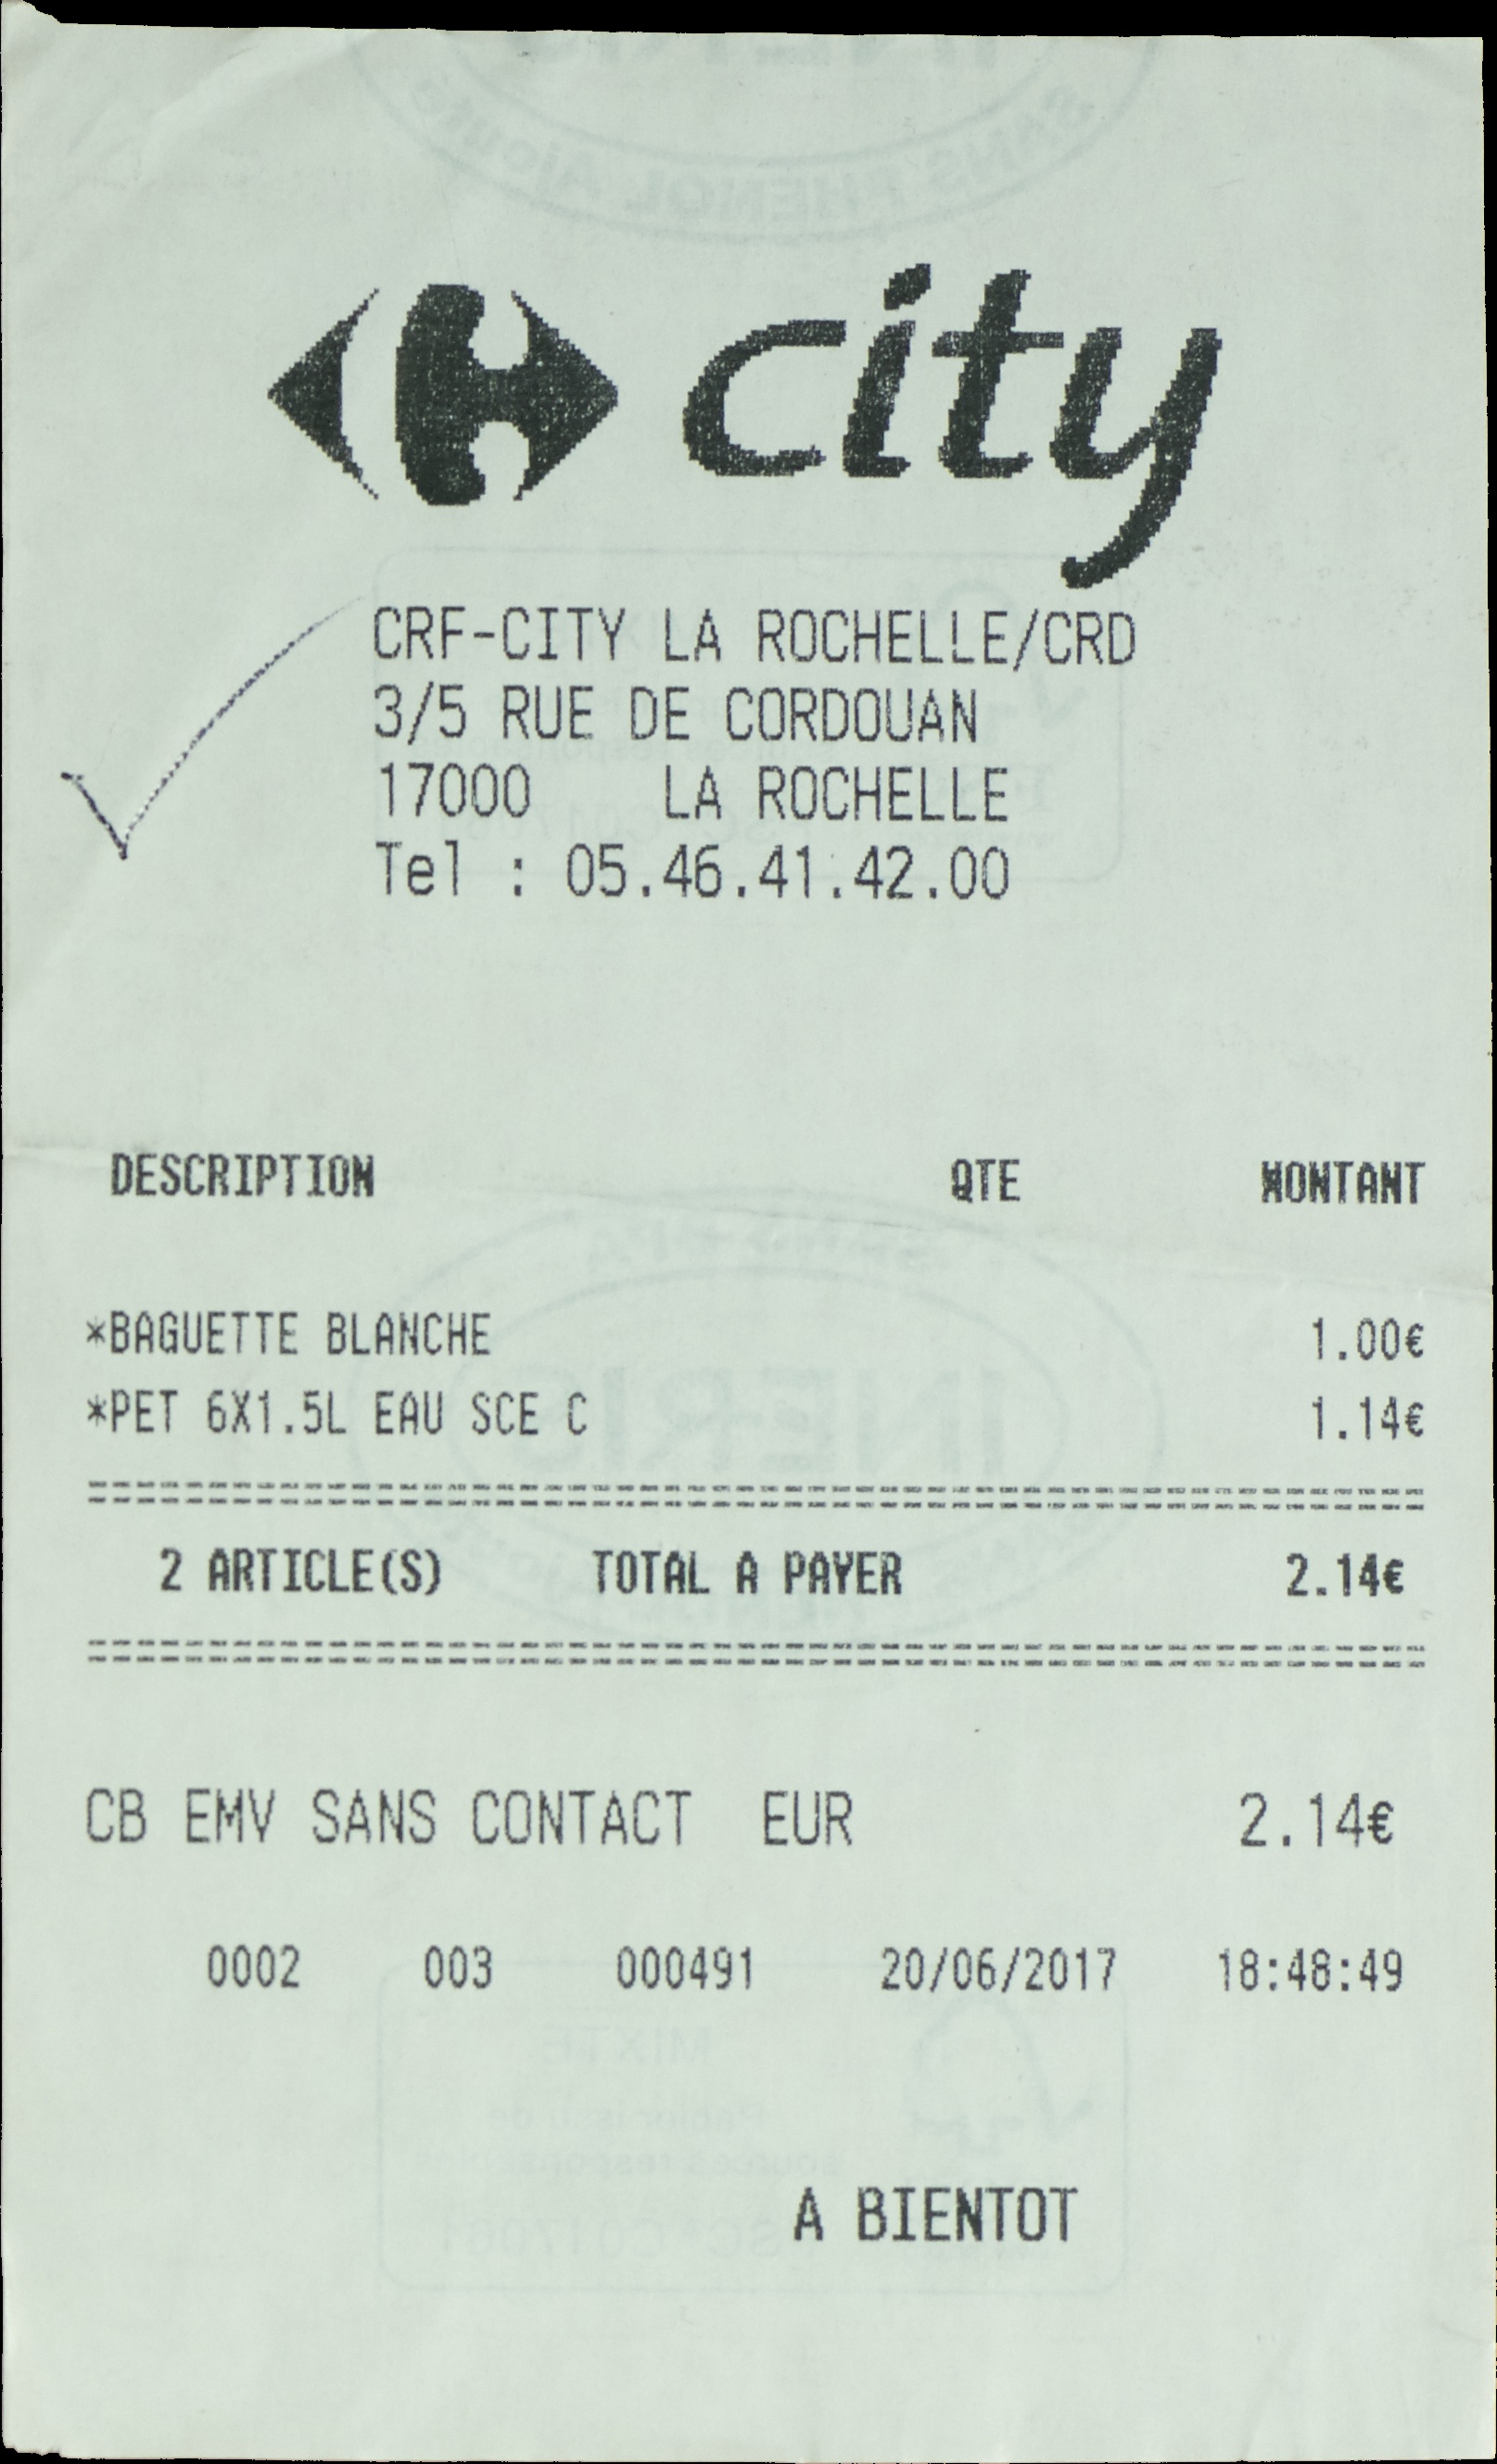 city
CRF-CITY LA ROCHELLE/CRD
3/5 RUE DE CORDOUAN
17000 LA ROCHELLE
Tel : 05.46.41.42.00
DESCRIPTION QTE MONTANT
*BAGUETTE BLANCHE 1.00€
*PET 6X1.5L EAU SCE C 1.14€
2 ARTICLE(S) TOTAL A PAYER 2.14€
CB EMV SANS CONTACT EUR 2.14€
0002 003 000491 20/06/2017 18:48:49
A BIENTOT